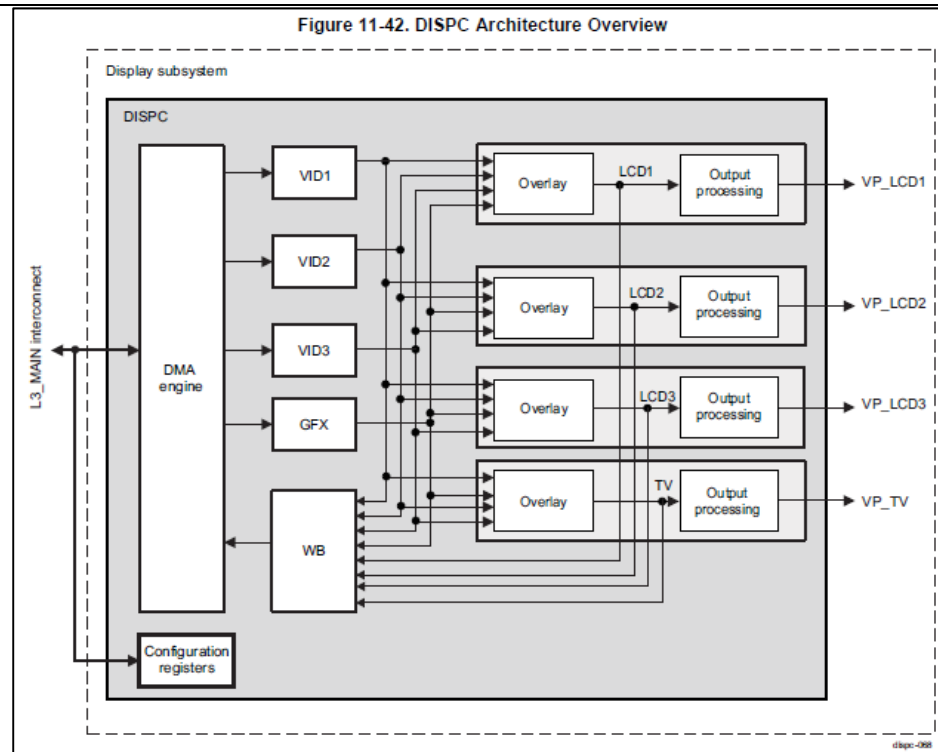 Figure 11-42. DISPC Architecture Overview
Display subsystem
DISPC
L3_MAIN interconnect
DMA
engine
Configuration
registers
VID1
VID2
VID3
GFX
WB
Overlay
LCD1
Output
processing
VP_LCD1
Overlay
LCD2
Output
processing
VP_LCD2
Overlay
LCD3
Output
processing
VP_LCD3
Overlay
TV
Output
processing
VP_TV
dispc-068